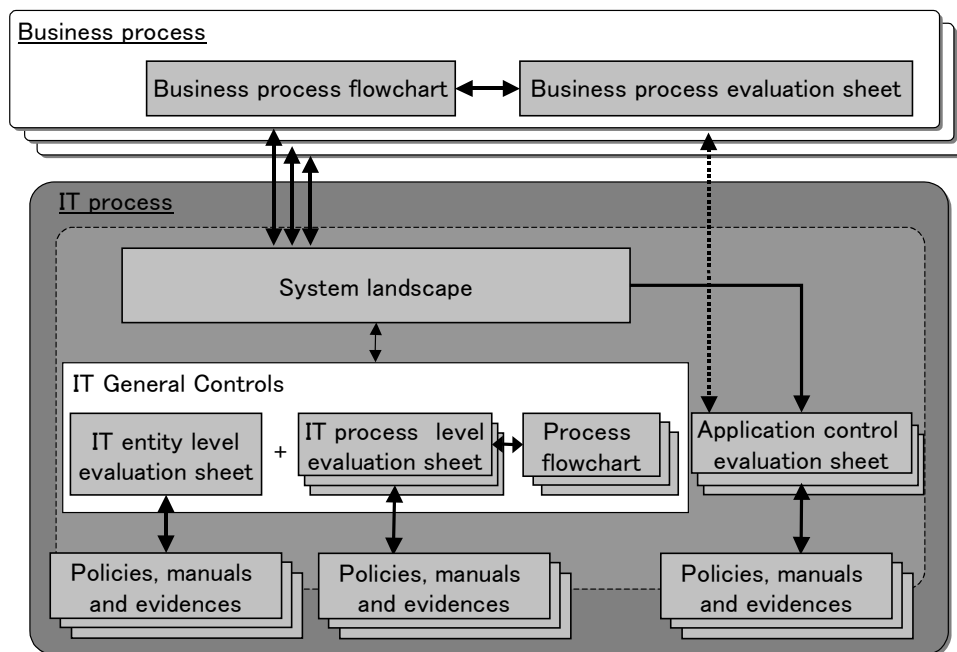 Business process
Business process flowchart
Business process evaluation sheet
IT process
System landscape
IT General Controls
IT entity level
evaluation sheet
+
IT process level
evaluation sheet
Process
flowchart
Application control
evaluation sheet
Policies, manuals
and evidences
Policies, manuals
and evidences
Policies, manuals
and evidences